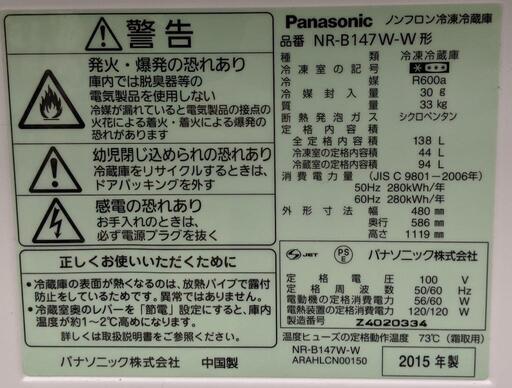 警告
発火・爆発の恐れあり
庫内では脱臭器等の
電気製品を使用しない
冷媒が漏れていると電気製品の接点の
火花による着火・着火による爆発の
恐れがあります
幼児閉じ込められの恐れあり
冷蔵庫をリサイクルするときは、
ドアパッキングを外す
感電の恐れあり
お手入れのときは、
必ず電源プラグを抜く
正しくお使いいただくために
・冷蔵庫の表面が熱くなるのは、放熱パイプで露付
防止をしているためです。異常ではありません。
・冷蔵室奥のレバーを「節電」設定にすると、庫内
温度が約1~2℃高めになります。
詳しくは取扱説明書をご覧ください。
パナソニック株式会社 中国製
Panasonic ノンフロン冷凍冷蔵庫
品番 NR-B147W-W 形
種類 冷凍冷蔵庫
冷凍室の記号
冷媒 R600a
冷媒封入量 30 g
質量 33 kg
断熱発泡ガス シクロペンタン
定格内容積
全定格内容積 138 L
冷凍室の定格内容積 44 L
冷蔵室の定格内容積 94 L
消費電力量 (JIS C 9801-2006年)
50Hz 280kWh/年
60Hz 280kWh/年
外形寸法 幅 480 mm
奥行 586 mm
高さ 1119 mm
S JET PS E パナソニック株式会社
定格電圧 100 V
定格周波数 50/60 Hz
電動機の定格消費電力 56/60 W
電熱装置の定格消費電力 120/120 W
製造番号 Z4020334
温度ヒューズの定格動作温度 73℃ (霜取用)
NR-B147W-W
ARAHLCN00150 2015 年製